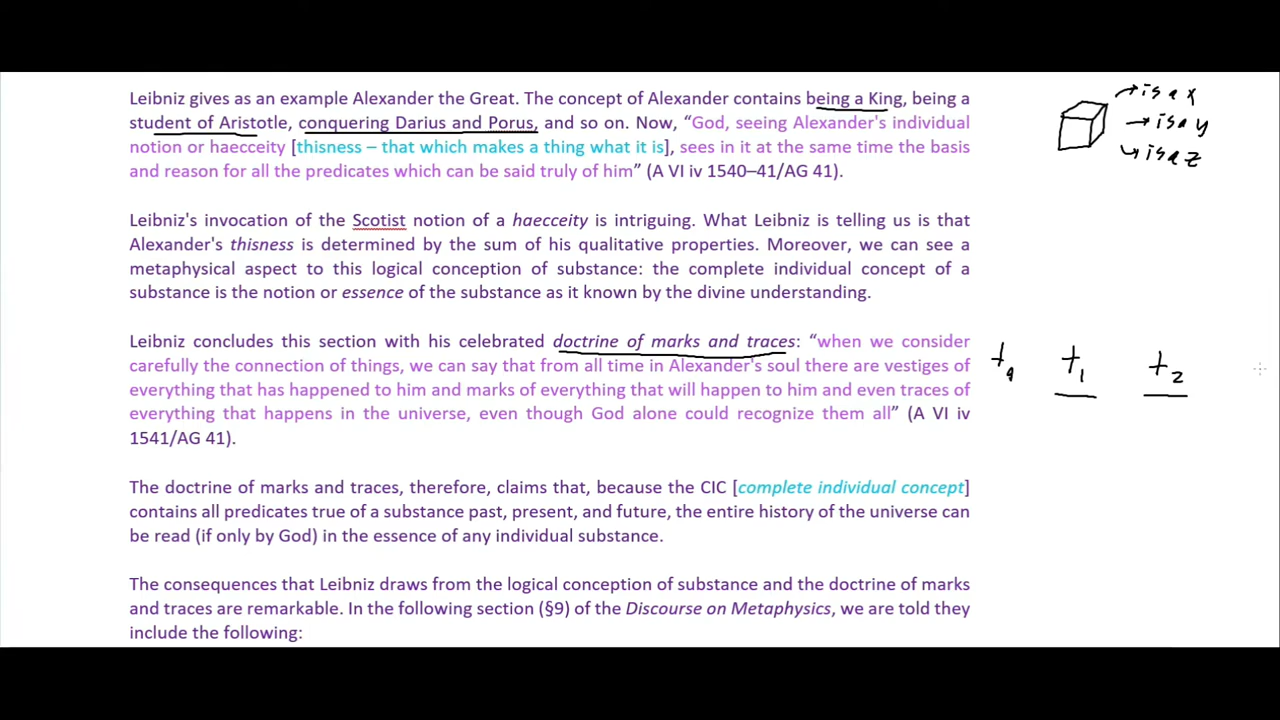 Leibniz gives as an example Alexander the Great. The concept of Alexander contains being a King, being a
student of Aristotle, conquering Darius and Porus, and so on. Now, “God, seeing Alexander's individual
notion or haecceity [thisness – that which makes a thing what it is], sees in it at the same time the basis
and reason for all the predicates which can be said truly of him” (A VI iv 1540–41/AG 41).
is a x
is a y
is a z
Leibniz's invocation of the Scotist notion of a haecceity is intriguing. What Leibniz is telling us is that
Alexander's thisness is determined by the sum of his qualitative properties. Moreover, we can see a
metaphysical aspect to this logical conception of substance: the complete individual concept of a
substance is the notion or essence of the substance as it known by the divine understanding.
Leibniz concludes this section with his celebrated doctrine of marks and traces: “when we consider
carefully the connection of things, we can say that from all time in Alexander's soul there are vestiges of
everything that has happened to him and marks of everything that will happen to him and even traces of
everything that happens in the universe, even though God alone could recognize them all” (A VI iv
1541/AG 41).
t1 t2
The doctrine of marks and traces, therefore, claims that, because the CIC [complete individual concept]
contains all predicates true of a substance past, present, and future, the entire history of the universe can
be read (if only by God) in the essence of any individual substance.
The consequences that Leibniz draws from the logical conception of substance and the doctrine of marks
and traces are remarkable. In the following section (§9) of the Discourse on Metaphysics, we are told they
include the following: